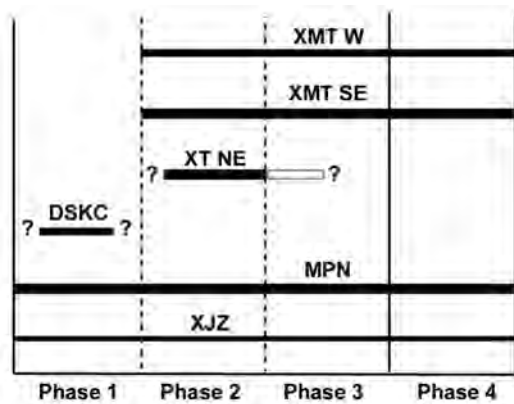 XMT W
XMT SE
XT NE
? ?
DSKC
? ?
MPN
XJZ
Phase 1 Phase 2 Phase 3 Phase 4